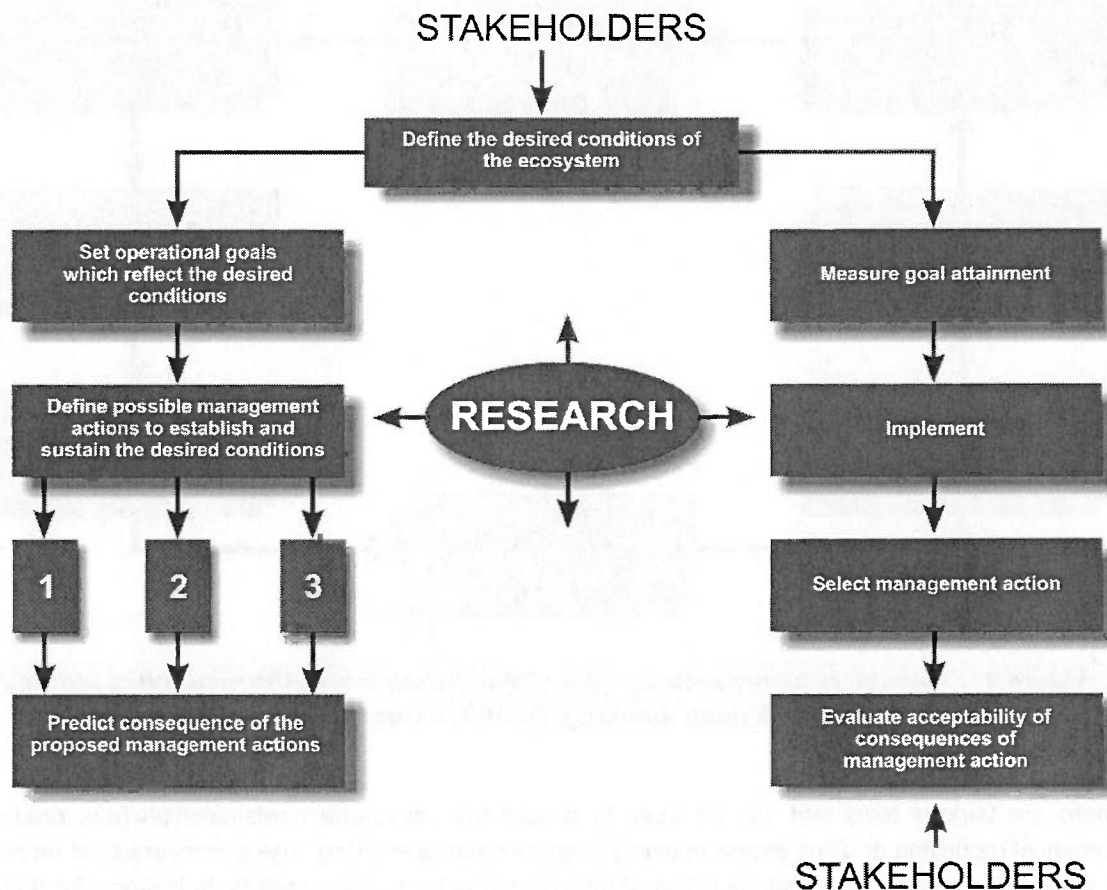 STAKEHOLDERS
Define the desired conditions of
the ecosystem
Set operational goals
which reflect the desired
conditions
Measure goal attainment
Define possible management
actions to establish and
sustain the desired conditions
RESEARCH
Implement
1
2
3
Select management action
Predict consequence of the
proposed management actions
Evaluate acceptability of
consequences of
management action
STAKEHOLDERS